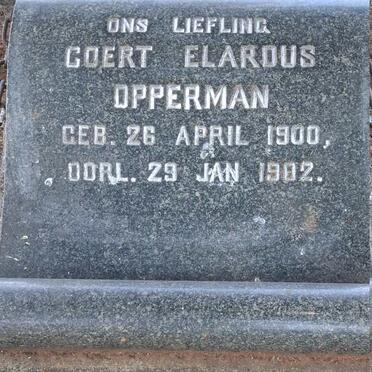 ONS LIEFLING
GOERT ELARDUS
OPPERMAN
GEB. 26 APRIL 1900,
OORL. 29 JAN 1902.